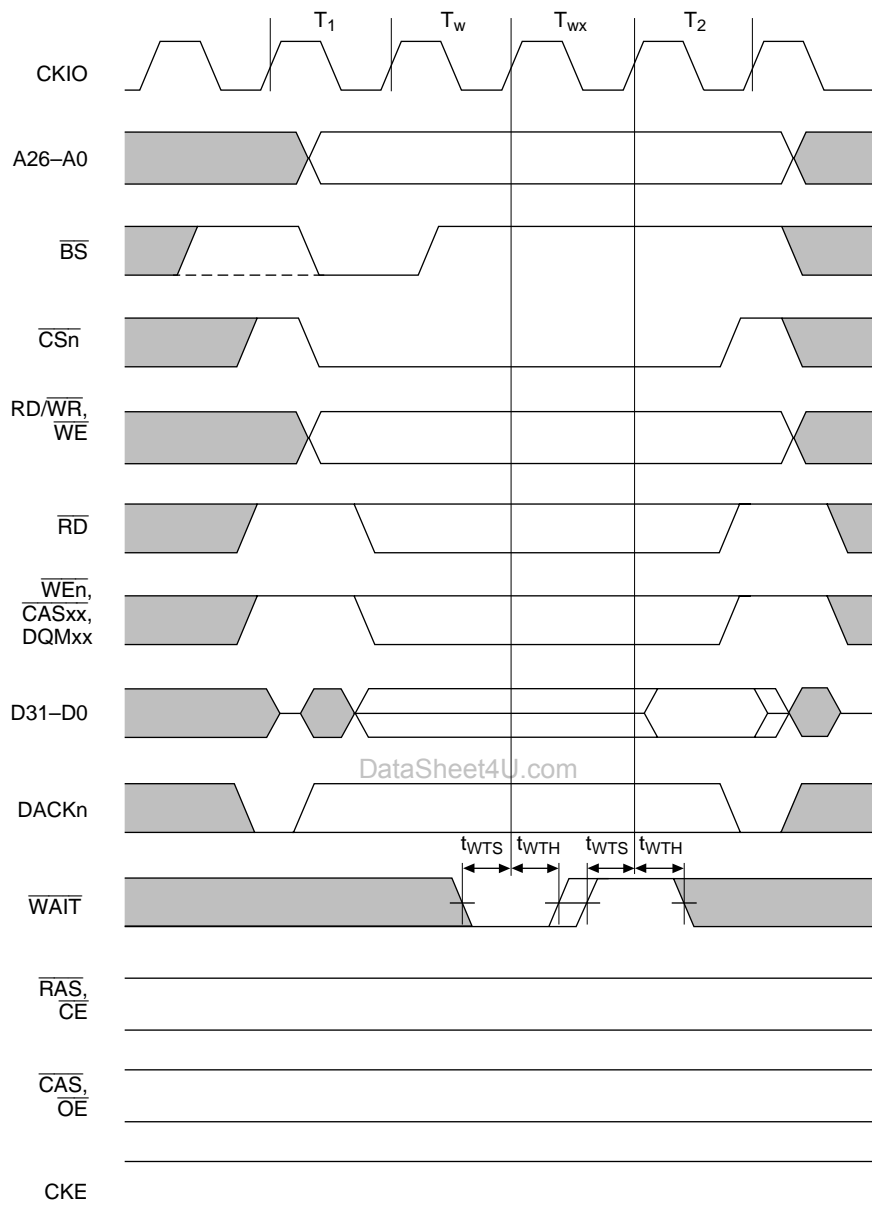 T1 Tw Twx T2
CKIO
A26–A0
BS
CSn
RD/WR,
WE
RD
WEn,
CASxx,
DQMxx
D31–D0
DataSheet4U.com
DACKn
tWTS tWTH tWTS tWTH
WAIT
RAS,
CE
CAS,
OE
CKE